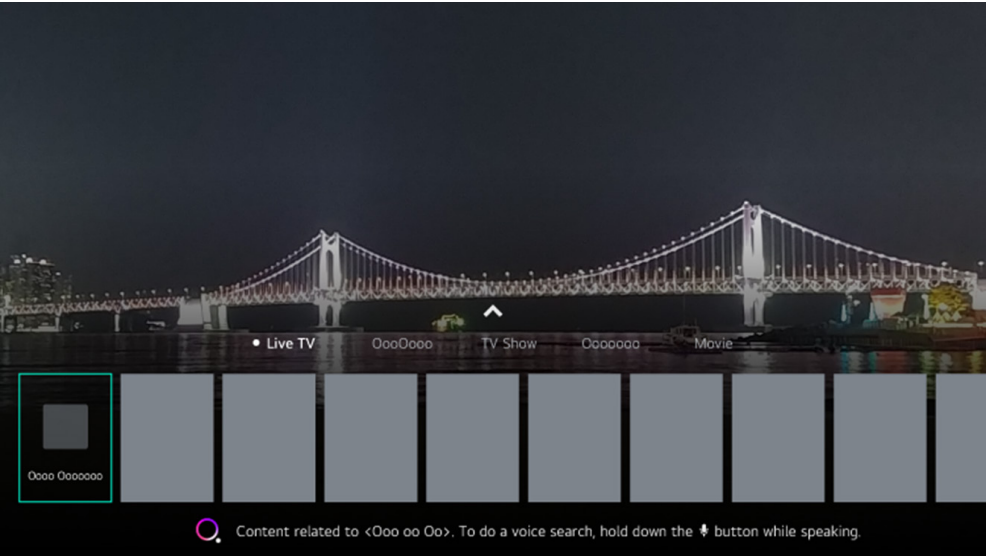 Live TV OooOooo TV Show Ooooooo Movie
Oooo Ooooooo
Content related to <Ooo oo Oo>. To do a voice search, hold down the button while speaking.